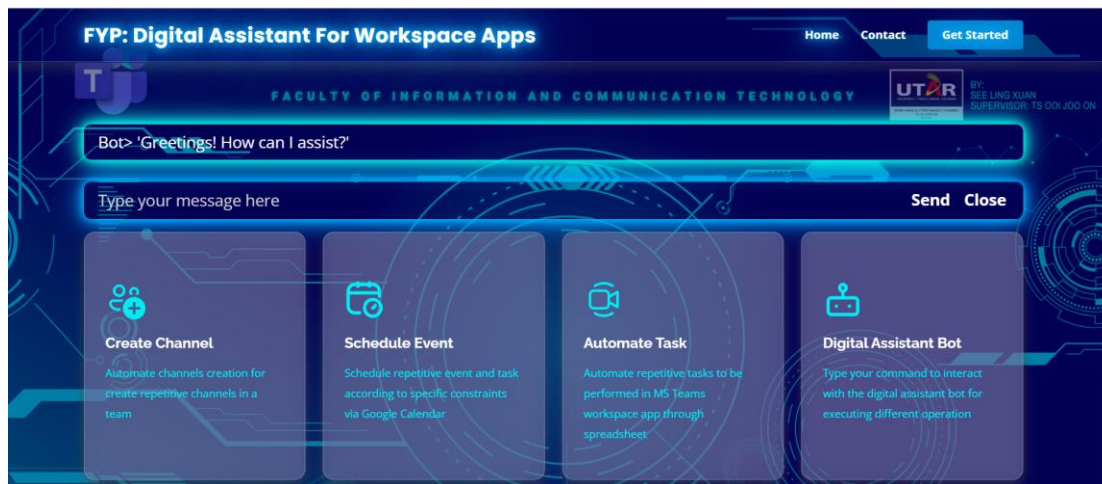 FYP: Digital Assistant For Workspace Apps
Home Contact Get Started
T
FACULTY OF INFORMATION AND COMMUNICATION TECHNOLOGY
UTAR
BY:
SEE LING XUAN
SUPERVISOR: TS OOI JOO ON
Bot> 'Greetings! How can I assist?'
Type your message here
Send Close
Create Channel
Automate channels creation for
create repetitive channels in a
team
Schedule Event
Schedule repetitive event and task
according to specific constraints
via Google Calendar
Automate Task
Automate repetitive tasks to be
performed in MS Teams
workspace app through
spreadsheet
Digital Assistant Bot
Type your command to interact
with the digital assistant bot for
executing different operation